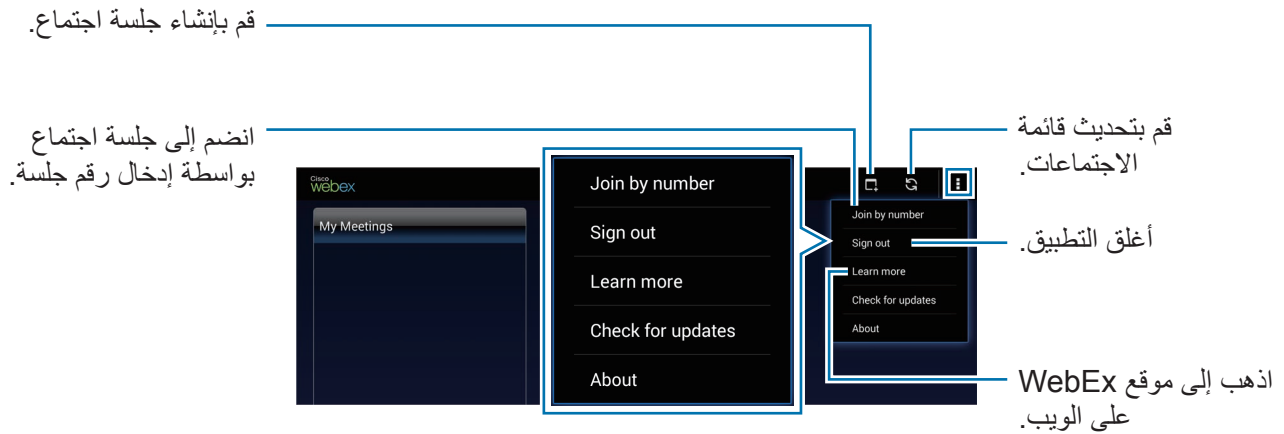 قم بإنشاء جلسة اجتماع.
انضم إلى جلسة اجتماع
بواسطة إدخال رقم جلسة.
قم بتحديث قائمة
الاجتماعات.
أغلق التطبيق.
اذهب إلى موقع WebEx
على الويب.
Cisco
webex
My Meetings
Join by number
Sign out
Learn more
Check for updates
About
Join by number
Sign out
Learn more
Check for updates
About